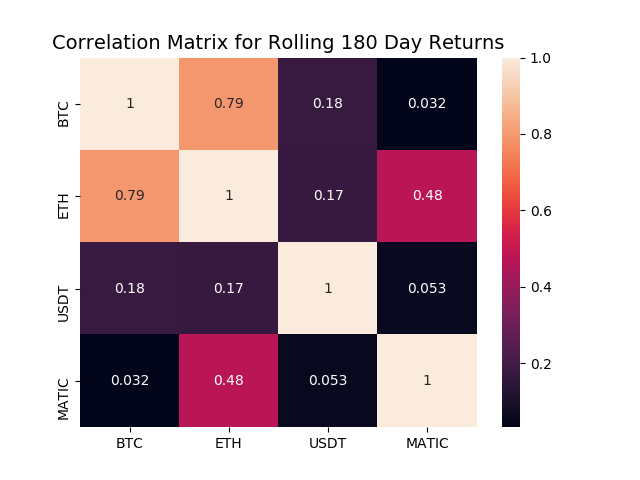 Correlation Matrix for Rolling 180 Day Returns
BTC 1 0.79 0.18 0.032
ETH 0.79 1 0.17 0.48
USDT 0.18 0.17 1 0.053
MATIC 0.032 0.48 0.053 1
BTC ETH USDT MATIC
1.0
0.8
0.6
0.4
0.2